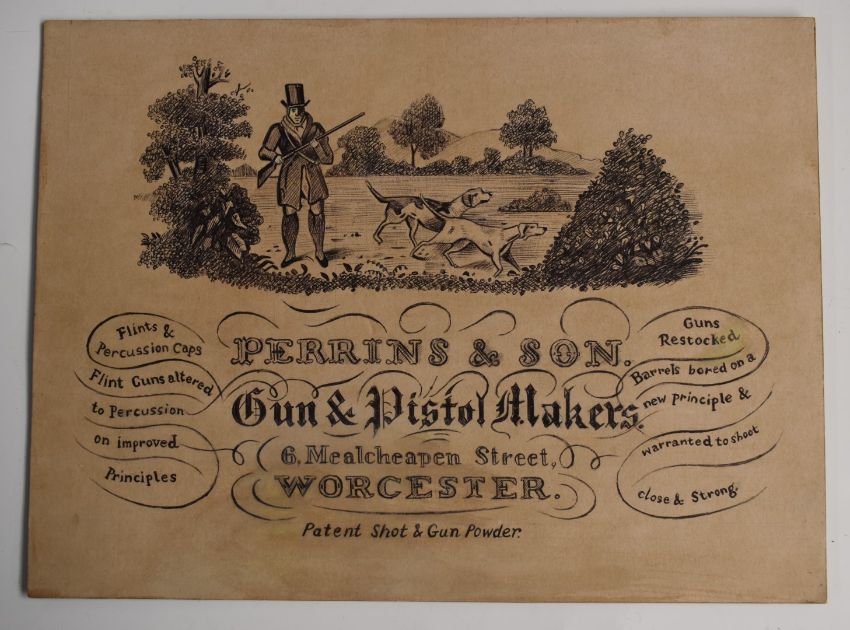 PERRINS & SON.
Gun & Pistol Makers.
6, Mealcheapen Street,
WORCESTER.
Patent Shot & Gun Powder.
Flints &
Percussion Caps
Flint Guns altered
to Percussion
on improved
Principles
Guns
Restocked
Barrels bored on a
new principle &
warranted to shoot
close & Strong.